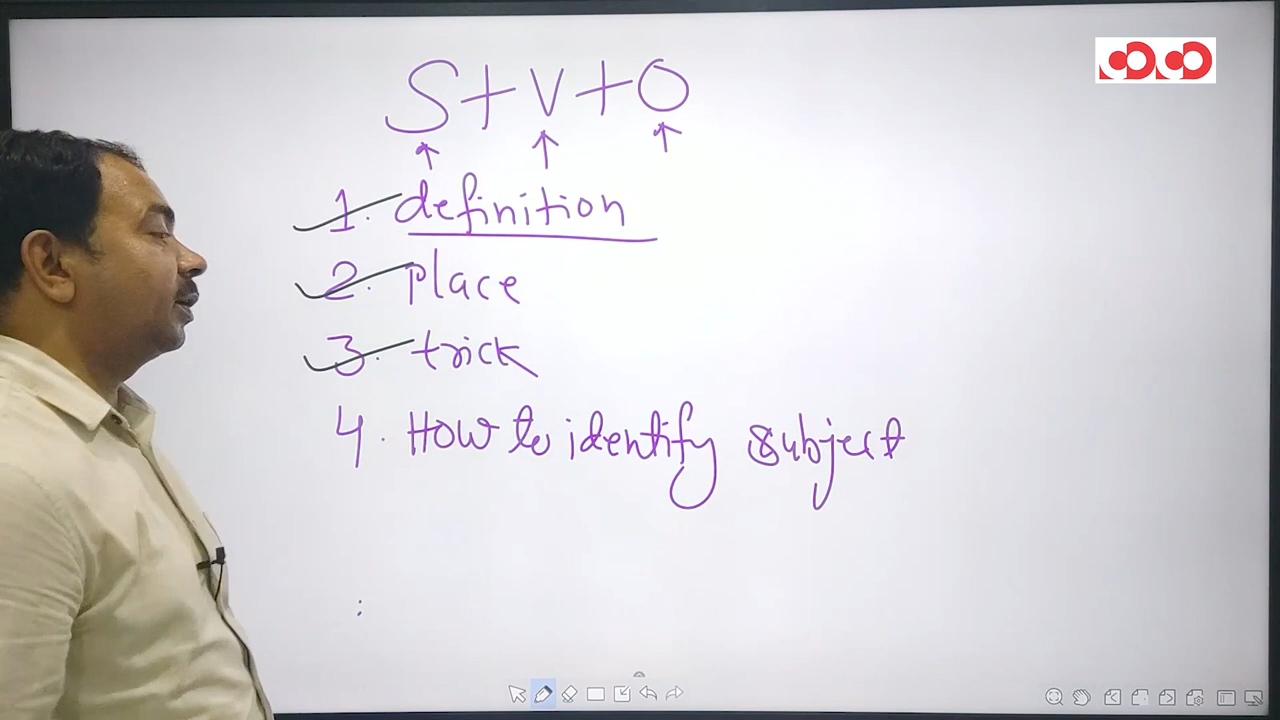 S+V+O
1. definition
2. place
3. trick
4. How to identify subject